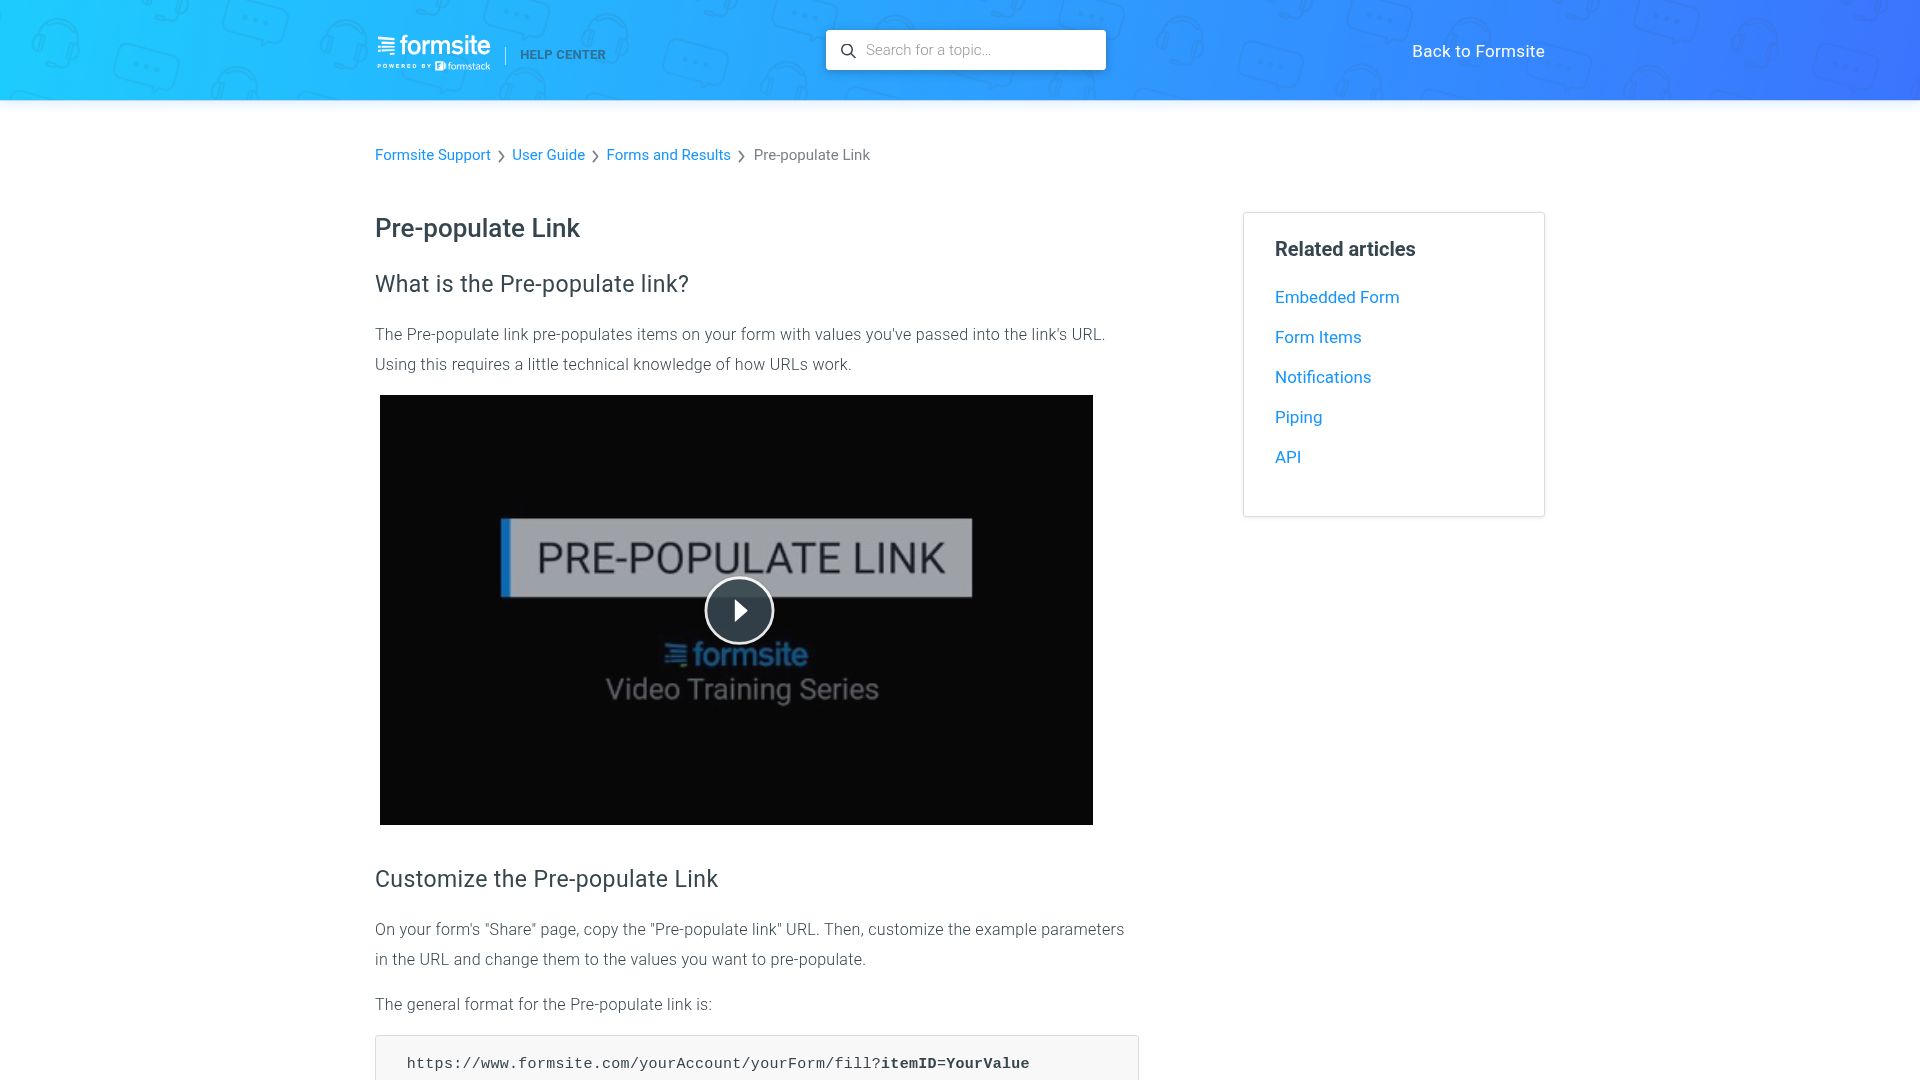 formsite
POWERED BY formstack
HELP CENTER
Search for a topic...
Back to Formsite
Formsite Support > User Guide > Forms and Results > Pre-populate Link
Pre-populate Link
What is the Pre-populate link?
The Pre-populate link pre-populates items on your form with values you've passed into the link's URL.
Using this requires a little technical knowledge of how URLs work.
PRE-POPULATE LINK
formsite
Video Training Series
Customize the Pre-populate Link
On your form's "Share" page, copy the "Pre-populate link" URL. Then, customize the example parameters
in the URL and change them to the values you want to pre-populate.
The general format for the Pre-populate link is:
https://www.formsite.com/yourAccount/yourForm/fill?itemID=YourValue
Related articles
Embedded Form
Form Items
Notifications
Piping
API